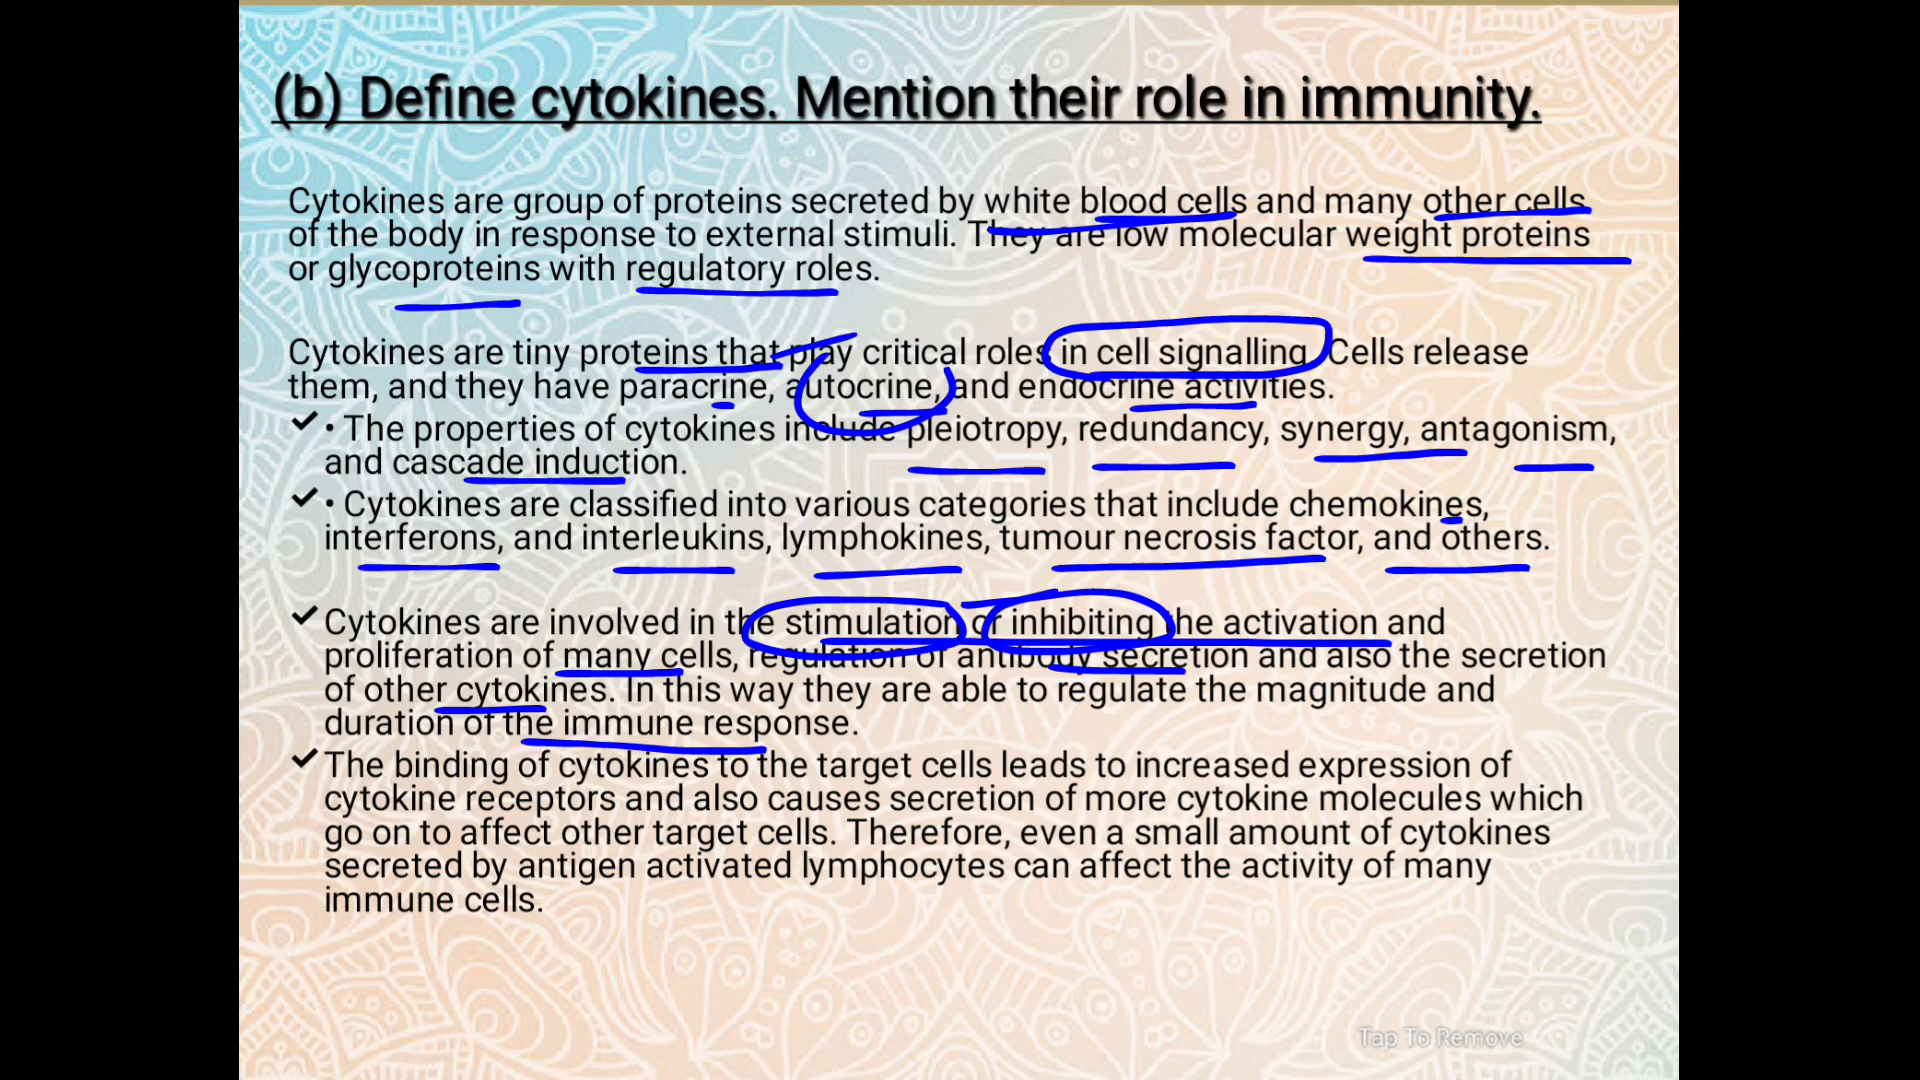 (b) Define cytokines. Mention their role in immunity.
Cytokines are group of proteins secreted by white blood cells and many other cells
of the body in response to external stimuli. They are low molecular weight proteins
or glycoproteins with regulatory roles.
Cytokines are tiny proteins that play critical roles in cell signalling. Cells release
them, and they have paracrine, autocrine, and endocrine activities.
✔ • The properties of cytokines include pleiotropy, redundancy, synergy, antagonism,
and cascade induction.
✔ • Cytokines are classified into various categories that include chemokines,
interferons, and interleukins, lymphokines, tumour necrosis factor, and others.
✔ Cytokines are involved in the stimulation or inhibiting the activation and
proliferation of many cells, regulation of antibody secretion and also the secretion
of other cytokines. In this way they are able to regulate the magnitude and
duration of the immune response.
✔ The binding of cytokines to the target cells leads to increased expression of
cytokine receptors and also causes secretion of more cytokine molecules which
go on to affect other target cells. Therefore, even a small amount of cytokines
secreted by antigen activated lymphocytes can affect the activity of many
immune cells.
Tap To Remove